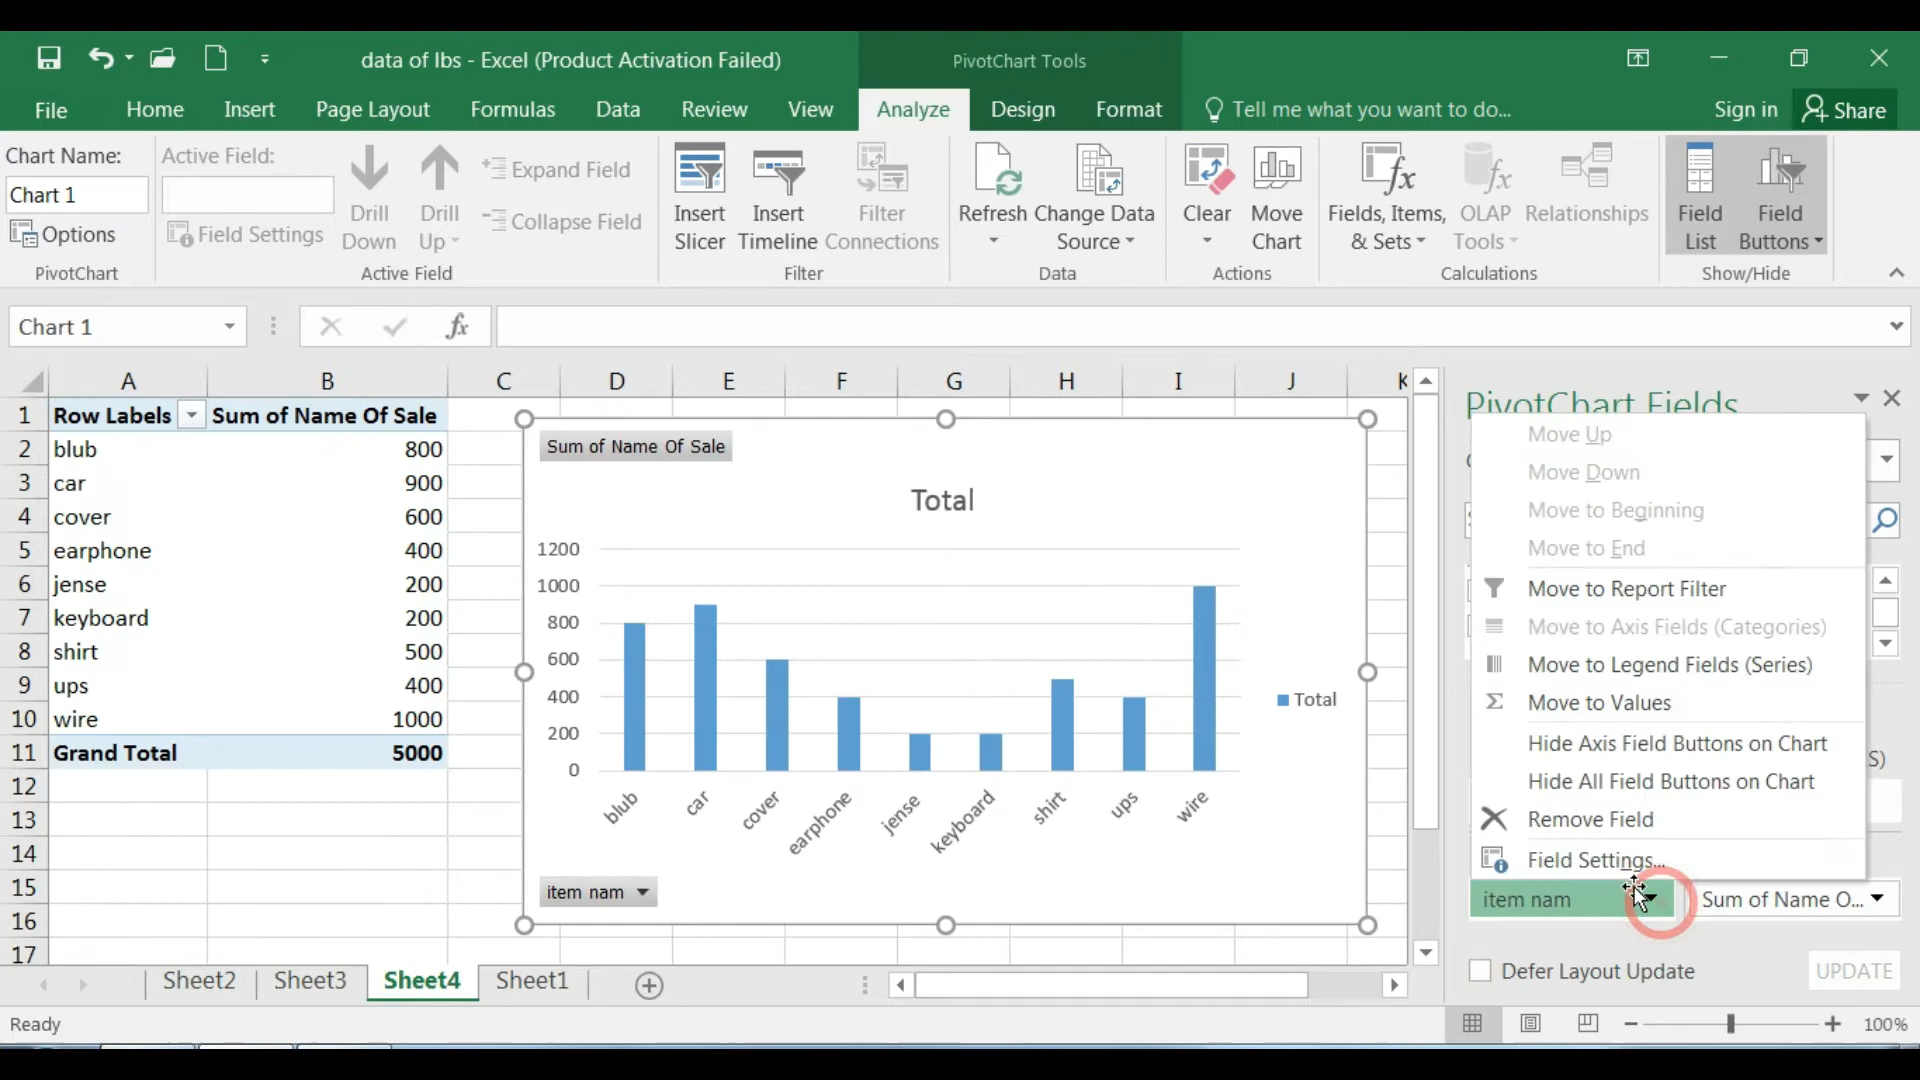 data of lbs - Excel (Product Activation Failed)
PivotChart Tools
File Home Insert Page Layout Formulas Data Review View Analyze Design Format Tell me what you want to do... Sign in Share
Chart Name:
Chart 1
Options
PivotChart
Active Field:
Field Settings
Drill Down
Drill Up
Expand Field
Collapse Field
Active Field
Insert Slicer
Insert Timeline
Filter Connections
Filter
Refresh
Change Data Source
Data
Clear
Move Chart
Actions
Fields, Items, & Sets
OLAP Tools
Relationships
Calculations
Field List
Field Buttons
Show/Hide
Chart 1
fx
A B C D E F G H I J K
1 Row Labels Sum of Name Of Sale
2 blub 800
3 car 900
4 cover 600
5 earphone 400
6 jense 200
7 keyboard 200
8 shirt 500
9 ups 400
10 wire 1000
11 Grand Total 5000
12
13
14
15
16
17
Sum of Name Of Sale
Total
1200
1000
800
600
400
200
0
blub car cover earphone jense keyboard shirt ups wire
Total
item nam
PivotChart Fields
Move Up
Move Down
Move to Beginning
Move to End
Move to Report Filter
Move to Axis Fields (Categories)
Move to Legend Fields (Series)
Move to Values
Hide Axis Field Buttons on Chart
Hide All Field Buttons on Chart
Remove Field
Field Settings...
S)
item nam
Sum of Name O...
Defer Layout Update
UPDATE
Sheet2 Sheet3 Sheet4 Sheet1
Ready
100%